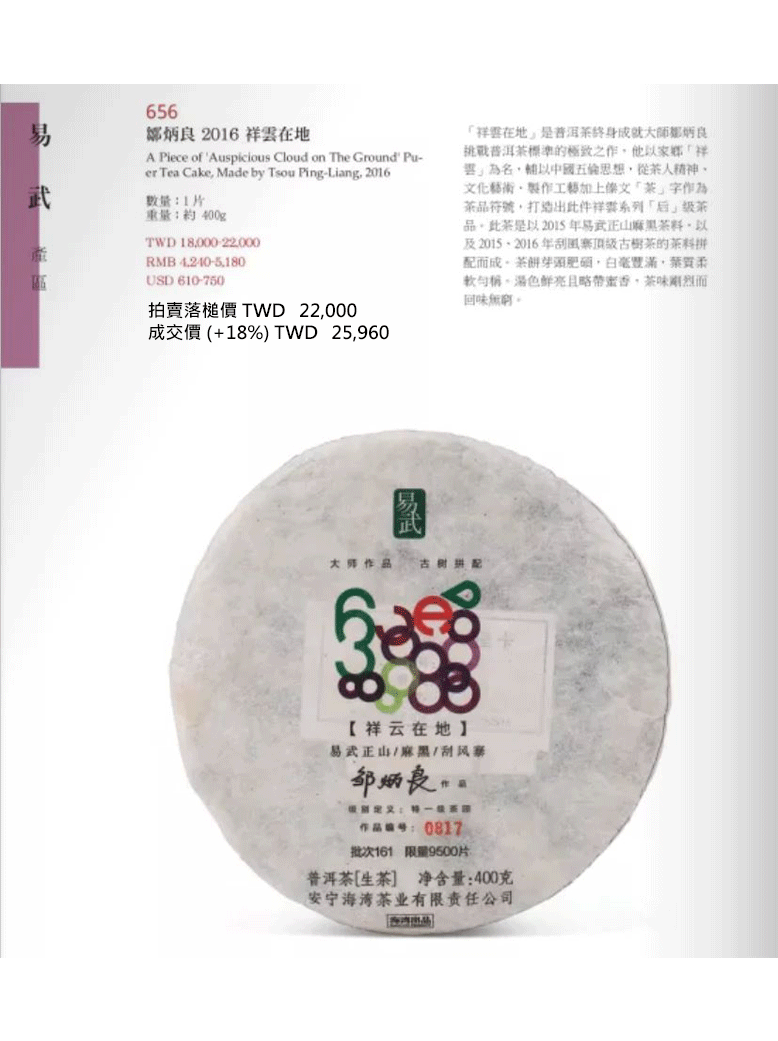 易武產區
656
鄒炳良 2016 祥雲在地
A Piece of 'Auspicious Cloud on The Ground' Pu-
er Tea Cake, Made by Tsou Ping-Liang, 2016
數量：1 片
重量：約 400g
TWD 18,000-22,000
RMB 4,240-5,180
USD 610-750
拍賣落槌價 TWD 22,000
成交價 (+18%) TWD 25,960
「祥雲在地」是普洱茶終身成就大師鄒炳良
挑戰普洱茶標準的極致之作，他以家鄉「祥
雲」為名，輔以中國五倫思想，從茶人精神、
文化藝術，製作工藝加上傣文「茶」字作為
茶品符號，打造出此件祥雲系列「后」級茶
品。此茶是以 2015 年易武正山麻黑茶料，以
及 2015、2016 年刮風寨頂級古樹茶的茶料拼
配而成。茶餅芽頭肥碩，白毫豐滿，葉質柔
軟勻稱。湯色鮮亮且略帶蜜香，茶味剛烈而
回味無窮。
易武
大师作品 古树拼配
【祥云在地】
易武正山/麻黑/刮风寨
邹炳良 作品
级别定义：特一级茶园
作品编号：0817
批次161 限量9500片
普洱茶[生茶] 净含量:400克
安宁海湾茶业有限责任公司
海湾出品